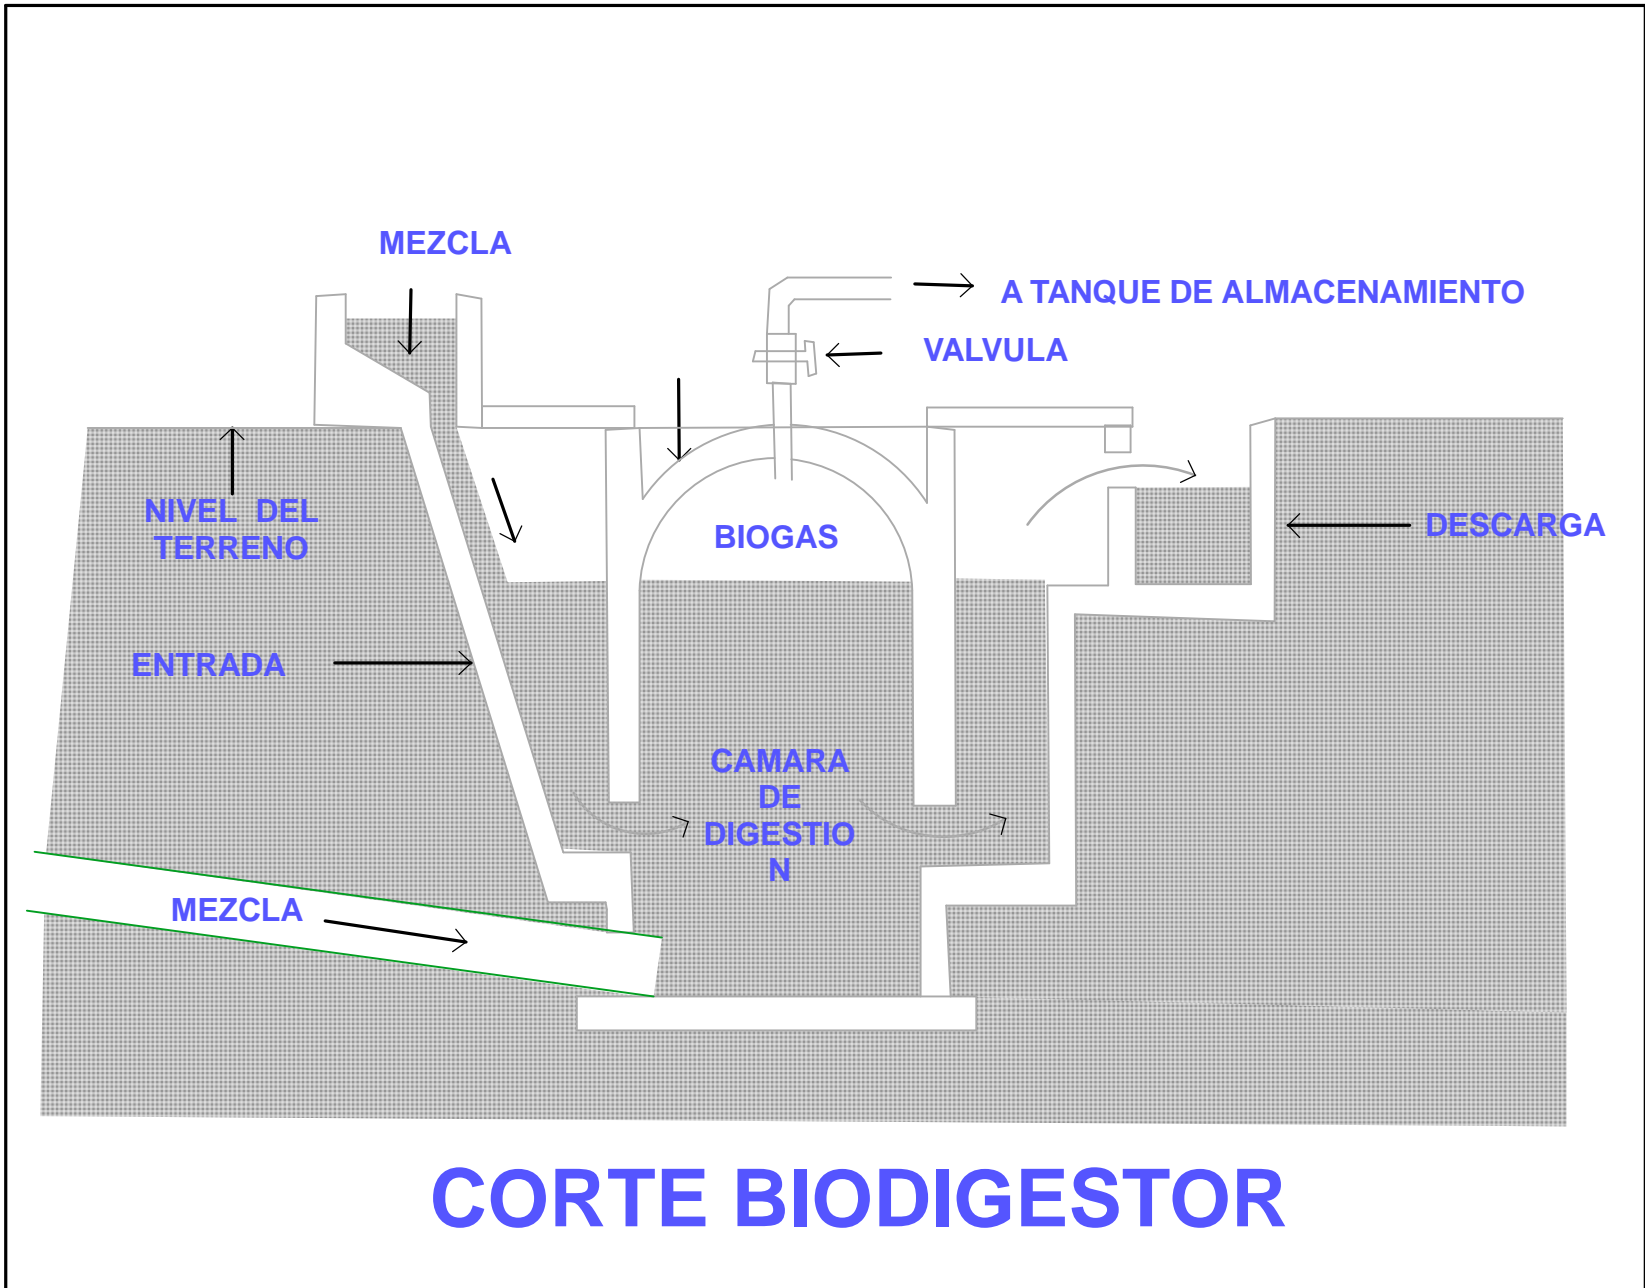 MEZCLA
A TANQUE DE ALMACENAMIENTO
VALVULA
NIVEL DEL
TERRENO
BIOGAS
DESCARGA
ENTRADA
CAMARA
DE
DIGESTIO
N
MEZCLA
CORTE BIODIGESTOR